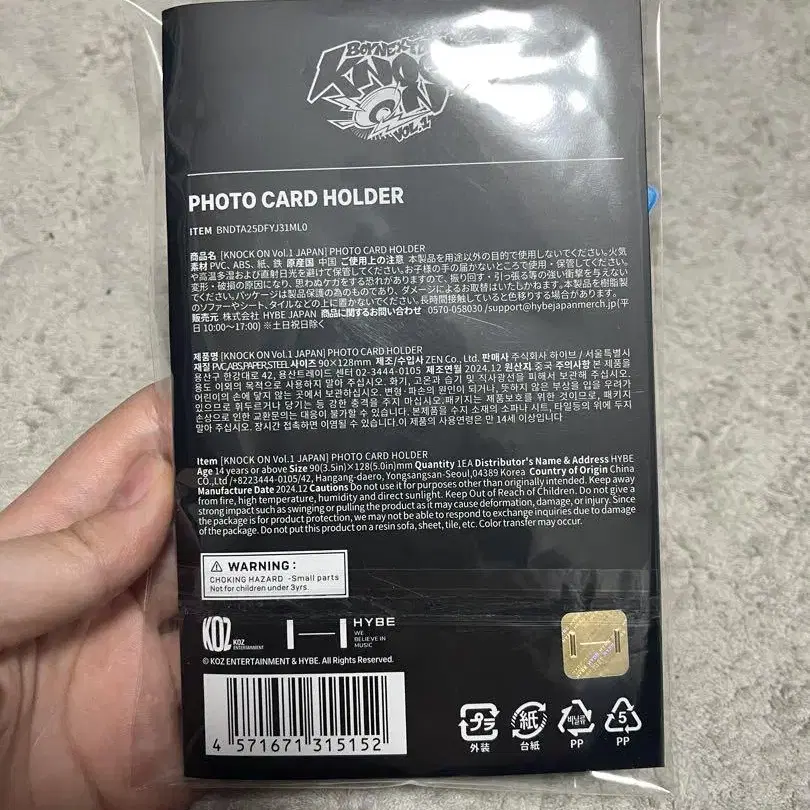 KNOCK
ON
VOL.1
PHOTO CARD HOLDER
ITEM BNDTA25DFYJ31ML0
商品名 [KNOCK ON Vol.1 JAPAN] PHOTO CARD HOLDER
素材 PVC、ABS、紙、鉄 原産国 中国 ご使用上の注意 本製品を用途以外の目的で使用しないでください。火気
や高温多湿および直射日光を避けて保管してください。お子様の手の届かないところで使用・保管してください。
変形・破損の原因になり、思わぬケガをする恐れがありますので、振り回す・引っ張る等の強い衝撃を与えない
でください。パッケージは製品保護の為のものであり、ダメージによるお取替はいたしかねます。本製品を樹脂製
のソファーやシート、タイルなどの上に置かないでください。長時間接触していると色移りする場合があります。
販売元 株式会社 HYBE JAPAN 商品に関するお問い合わせ 0570-058030 /support@hybejapanmerch.jp(平
日 10:00~17:00) ※土日祝日除く
제품명 [KNOCK ON Vol.1 JAPAN] PHOTO CARD HOLDER
재질 PVC,ABS,PAPER,STEEL 사이즈 90×128mm 제조/수입사 ZEN Co., Ltd. 판매사 주식회사 하이브 / 서울특별시
용산구 한강대로 42, 용산트레이드 센터 02-3444-0105 제조연월 2024.12 원산지 중국 주의사항 본 제품을
용도 이외의 목적으로 사용하지 말아 주십시오. 화기, 고온과 습기 및 직사광선을 피해서 보관해 주십시오.
어린이의 손에 닿지 않는 곳에서 보관하십시오. 변형·파손의 원인이 되거나, 뜻하지 않은 부상을 입을 우려가
있으므로 휘두르거나 당기는 등 강한 충격을 주지 마십시오. 패키지는 제품보호를 위한 것이므로, 패키지
손상으로 인한 교환문의는 대응이 불가할 수 있습니다. 본제품을 수지 소재의 소파나 시트, 타일등의 위에 두지
말아 주십시오. 장시간 접촉하면 이염될 수 있습니다. 이 제품의 사용연령은 만 14세 이상입니다
Item [KNOCK ON Vol.1 JAPAN] PHOTO CARD HOLDER
Age 14 years or above Size 90(3.5in)×128(5.0in)mm Quantity 1EA Distributor's Name & Address HYBE
CO.,Ltd /+8223444-0105/42, Hangang-daero, Yongsangsan-Seoul,04389 Korea Country of Origin China
Manufacture Date 2024.12 Cautions Do not use it for purposes other than originally intended. Keep away
from fire, high temperature, humidity and direct sunlight. Keep Out of Reach of Children. Do not give a
strong impact such as swinging or pulling the product as it may cause deformation, damage, or injury. Since
the package is for product protection, we may not be able to respond to exchange inquiries due to damage
of the package. Do not put this product on a resin sofa, sheet, tile, etc. Color transfer may occur.
⚠ WARNING :
CHOKING HAZARD -Small parts
Not for children under 3yrs.
KOZ KOZ ENTERTAINMENT
HYBE
WE
BELIEVE IN
MUSIC
© KOZ ENTERTAINMENT & HYBE. All Rights Reserved.
4 571671 315152
プラ 紙 비닐류 5
外装 台紙 PP PP